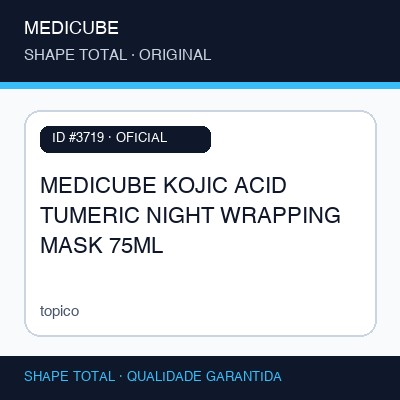 MEDICUBE
SHAPE TOTAL · ORIGINAL
ID #3719 · OFICIAL
MEDICUBE KOJIC ACID
TUMERIC NIGHT WRAPPING
MASK 75ML
topico
SHAPE TOTAL · QUALIDADE GARANTIDA